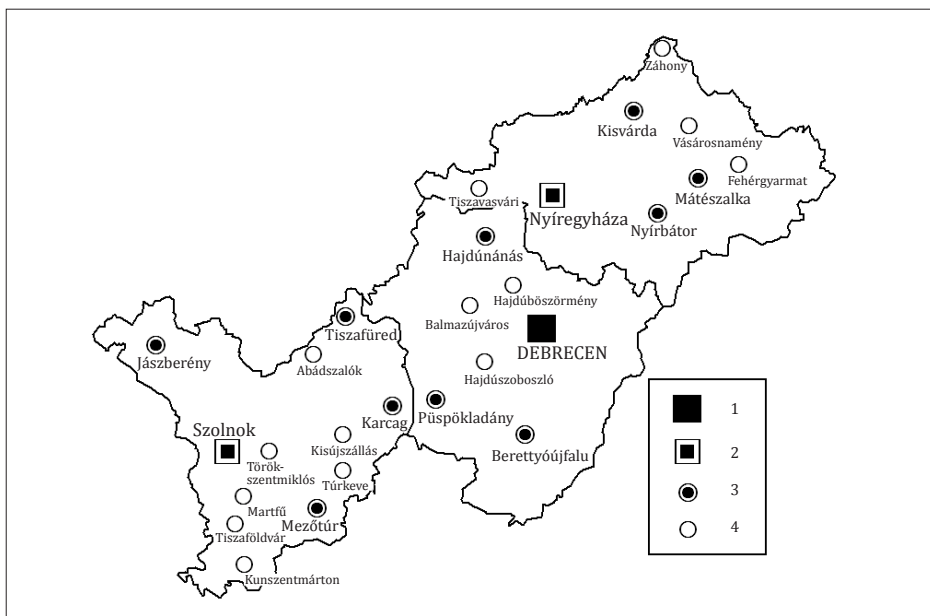 Záhony
Kisvárda
Vásárosnamény
Fehérgyarmat
Mátészalka
Tiszavasvári
Nyíregyháza
Nyírbátor
Hajdúnánás
Hajdúböszörmény
Balmazújváros
Tiszafüred
DEBRECEN
Jászberény
Abádszalók
Hajdúszoboszló
Karcag
Püspökladány
Szolnok
Kisújszállás
Berettyóújfalu
Török-
szentmiklós
Túrkeve
Martfű
Mezőtúr
Tiszaföldvár
Kunszentmárton
1
2
3
4